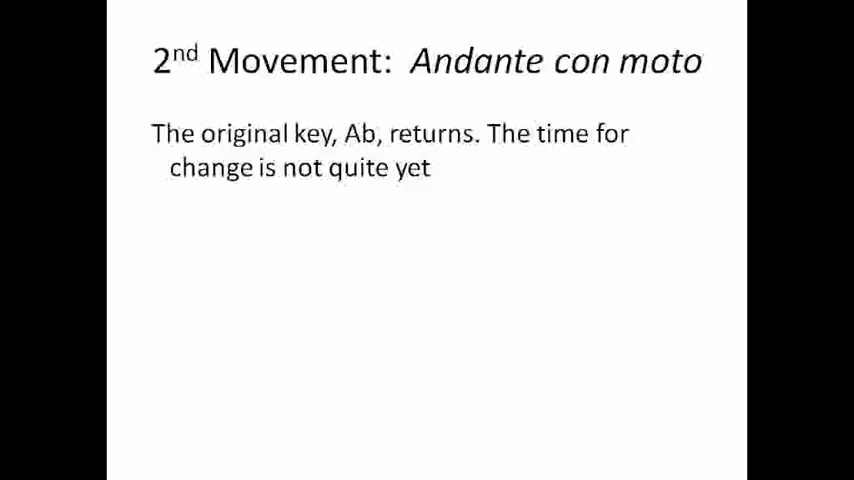 2nd Movement: Andante con moto
The original key, Ab, returns. The time for
change is not quite yet